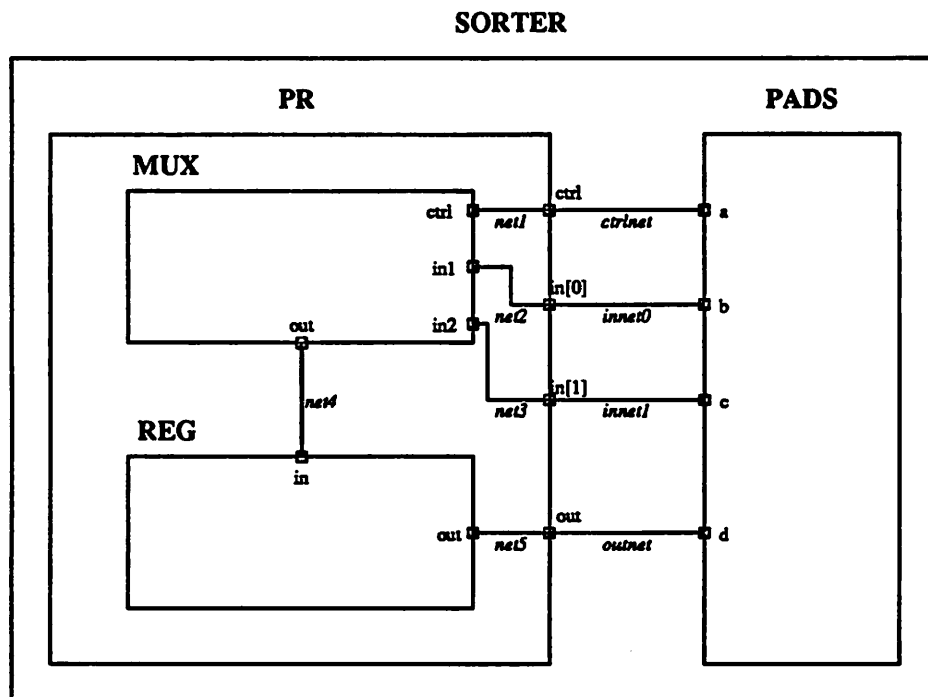 SORTER
PR
PADS
MUX
ctrl
net1
ctrl
ctrlnet
a
in1
net2
in[0]
innet0
b
in2
net3
in[1]
innet1
c
out
net4
REG
in
out
net5
out
outnet
d